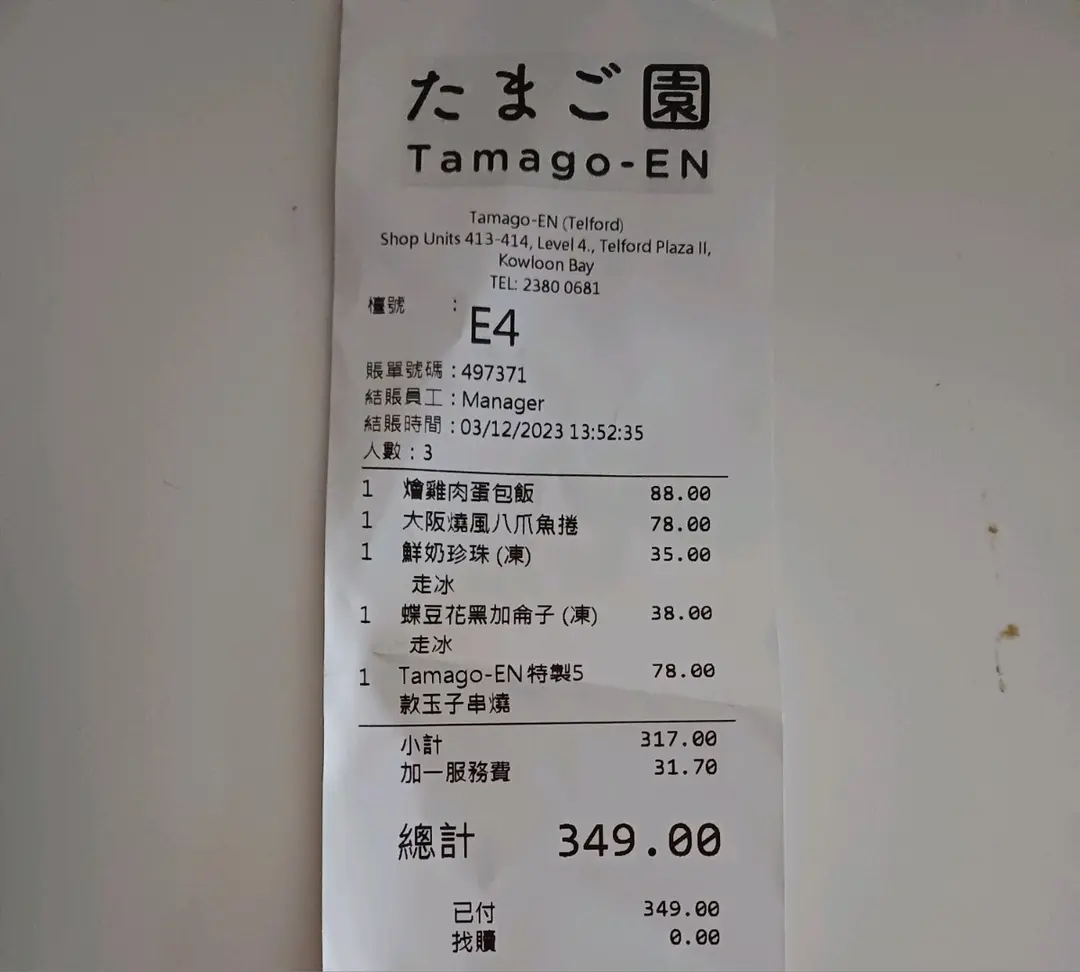 たまご園
Tamago-EN
Tamago-EN (Telford)
Shop Units 413-414, Level 4., Telford Plaza II,
Kowloon Bay
TEL: 2380 0681
檯號 : E4
賬單號碼 : 497371
結賬員工 : Manager
結賬時間 : 03/12/2023 13:52:35
人數 : 3
1 燴雞肉蛋包飯 88.00
1 大阪燒風八爪魚捲 78.00
1 鮮奶珍珠 (凍) 35.00
走冰
1 蝶豆花黑加侖子 (凍) 38.00
走冰
1 Tamago-EN特製5 78.00
款玉子串燒
小計 317.00
加一服務費 31.70
總計 349.00
已付 349.00
找贖 0.00